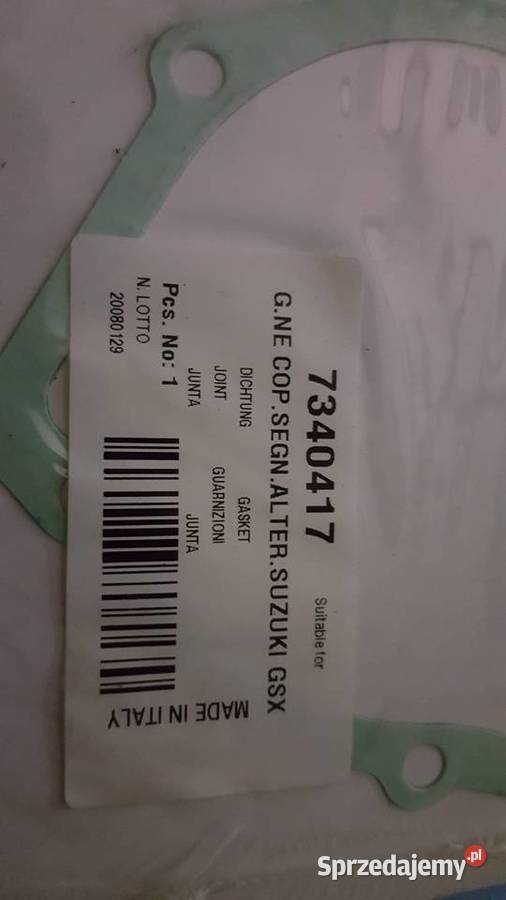 7340417
Suitable for
G.NE COP.SEGN.ALTER.SUZUKI GSX
DICHTUNG GASKET
JOINT GUARNIZIONI
JUNTA JUNTA
Pcs. No: 1
N. LOTTO
20080129
MADE IN ITALY
Sprzedajemy.pl